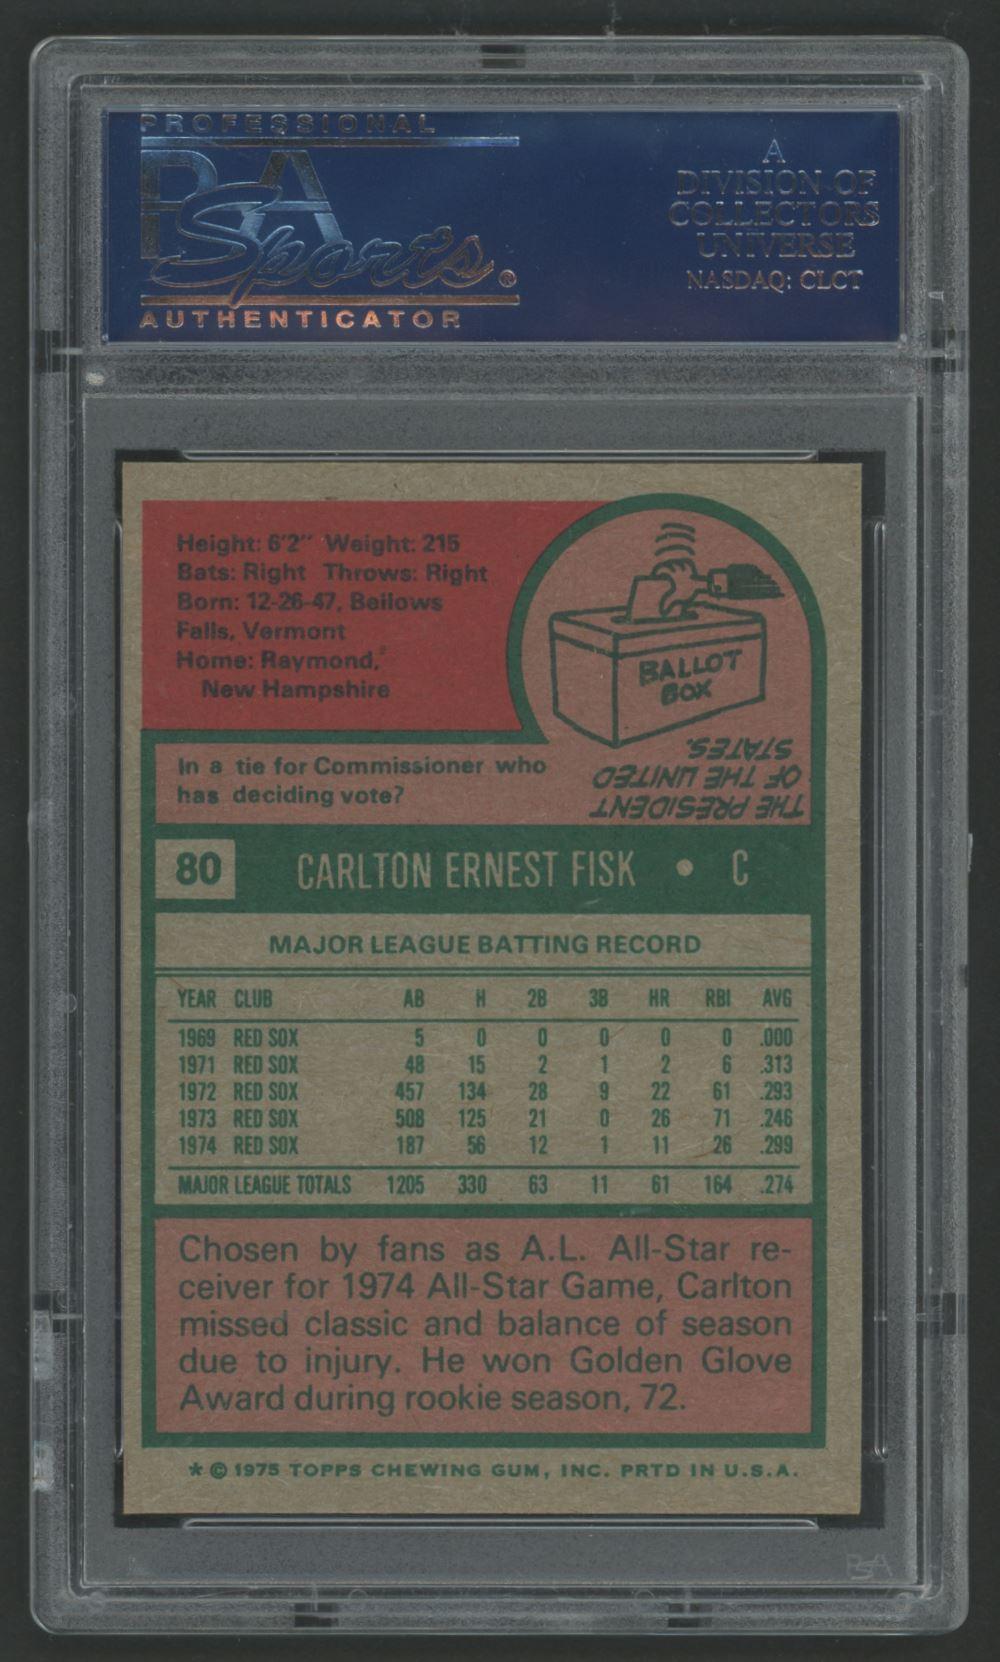 PROFESSIONAL
PSA
Sports®
AUTHENTICATOR
A
DIVISION OF
COLLECTORS
UNIVERSE
NASDAQ: CLCT
Height: 6'2" Weight: 215
Bats: Right Throws: Right
Born: 12-26-47, Bellows
Falls, Vermont
Home: Raymond,
New Hampshire
BALLOT
BOX
In a tie for Commissioner who
has deciding vote?
THE PRESIDENT
OF THE UNITED
STATES.
80 CARLTON ERNEST FISK • C
MAJOR LEAGUE BATTING RECORD
YEAR CLUB AB H 2B 3B HR RBI AVG
1969 RED SOX 5 0 0 0 0 0 .000
1971 RED SOX 48 15 2 1 2 6 .313
1972 RED SOX 457 134 28 9 22 61 .293
1973 RED SOX 508 125 21 0 26 71 .246
1974 RED SOX 187 56 12 1 11 26 .299
MAJOR LEAGUE TOTALS 1205 330 63 11 61 164 .274
Chosen by fans as A.L. All-Star re-
ceiver for 1974 All-Star Game, Carlton
missed classic and balance of season
due to injury. He won Golden Glove
Award during rookie season, 72.
* © 1975 TOPPS CHEWING GUM, INC. PRTD IN U.S.A.
PSA